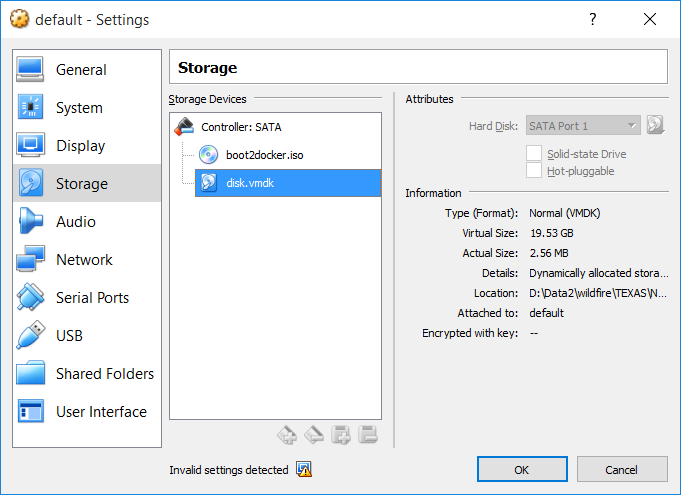 default - Settings
?
General
System
Display
Storage
Audio
Network
Serial Ports
USB
Shared Folders
User Interface
Storage
Storage Devices
Controller: SATA
boot2docker.iso
disk.vmdk
Attributes
Hard Disk: SATA Port 1
Solid-state Drive
Hot-pluggable
Information
Type (Format): Normal (VMDK)
Virtual Size: 19.53 GB
Actual Size: 2.56 MB
Details: Dynamically allocated stora...
Location: D:\Data2\wildfire\TEXAS\N...
Attached to: default
Encrypted with key: --
Invalid settings detected
OK
Cancel